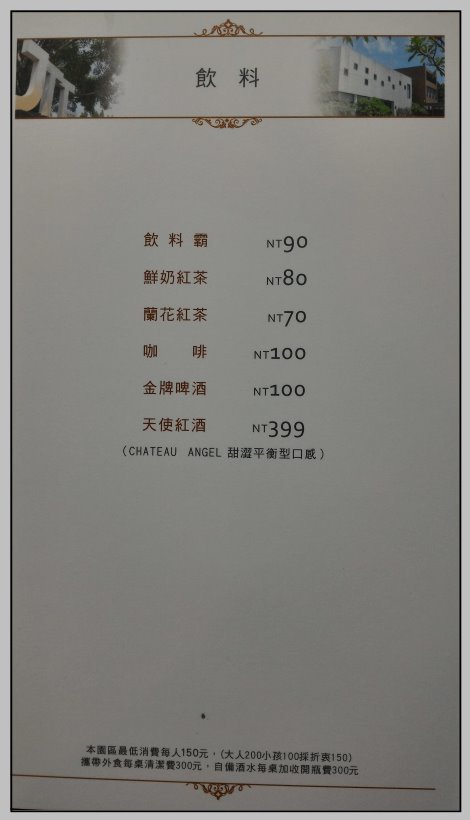 飲 料
飲 料 霸 NT90
鮮奶紅茶 NT80
蘭花紅茶 NT70
咖 啡 NT100
金牌啤酒 NT100
天使紅酒 NT399
(CHATEAU ANGEL 甜澀平衡型口感)
本園區最低消費每人150元，(大人200小孩100採折衷150)
攜帶外食每桌清潔費300元，自備酒水每桌加收開瓶費300元